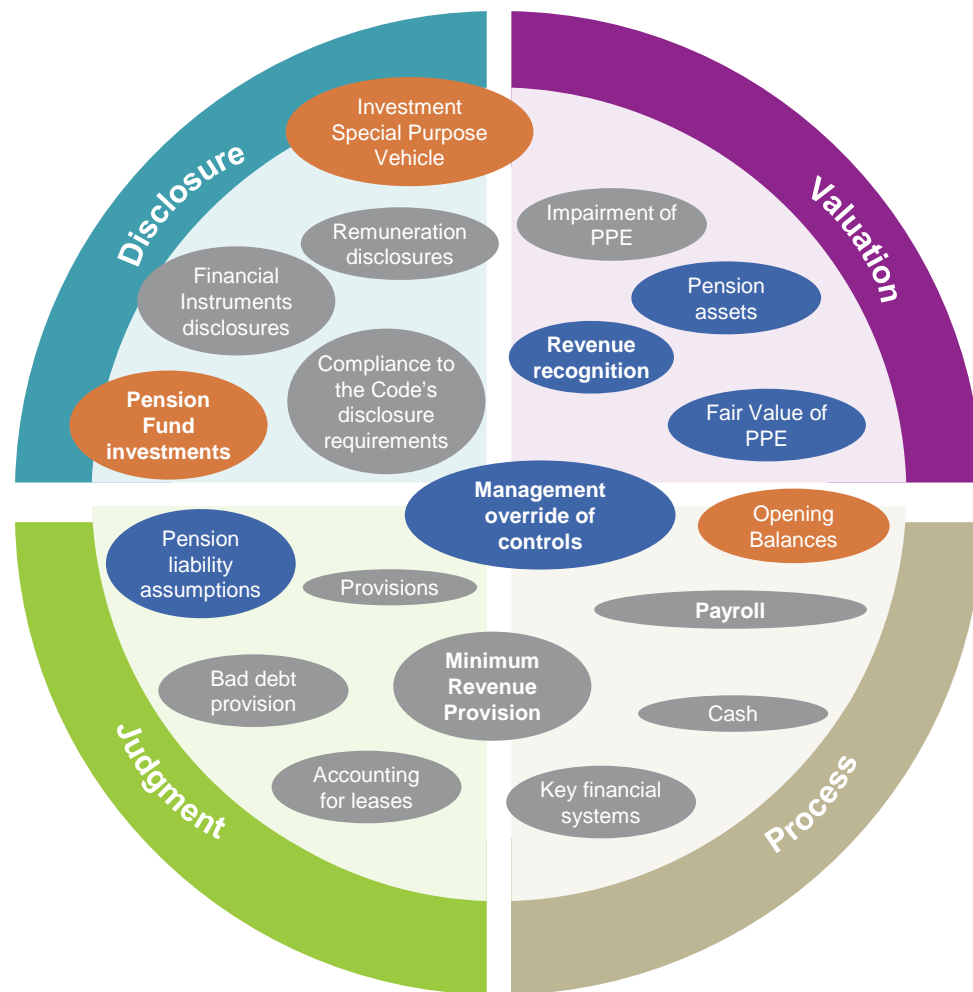 Disclosure
Investment
Special Purpose
Vehicle
Remuneration
disclosures
Financial
Instruments
disclosures
Compliance to
the Code's
disclosure
requirements
Pension
Fund
investments
Valuation
Impairment of
PPE
Pension
assets
Revenue
recognition
Fair Value of
PPE
Management
override of
controls
Opening
Balances
Judgment
Pension
liability
assumptions
Provisions
Bad debt
provision
Minimum
Revenue
Provision
Accounting
for leases
Process
Payroll
Cash
Key financial
systems